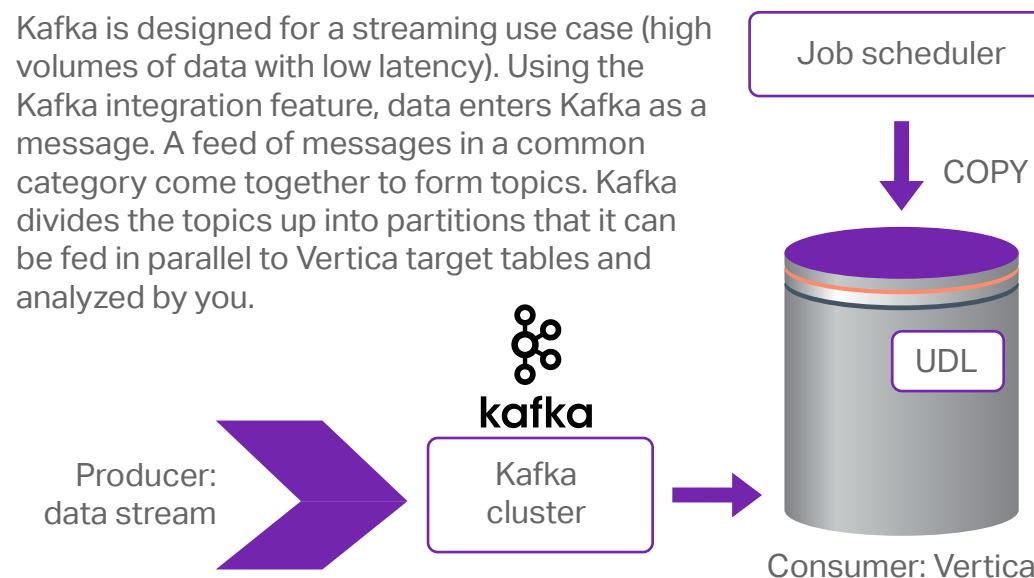 Kafka is designed for a streaming use case (high
volumes of data with low latency). Using the
Kafka integration feature, data enters Kafka as a
message. A feed of messages in a common
category come together to form topics. Kafka
divides the topics up into partitions that it can
be fed in parallel to Vertica target tables and
analyzed by you.
Job scheduler
COPY
UDL
kafka
Kafka
cluster
Producer:
data stream
Consumer: Vertica